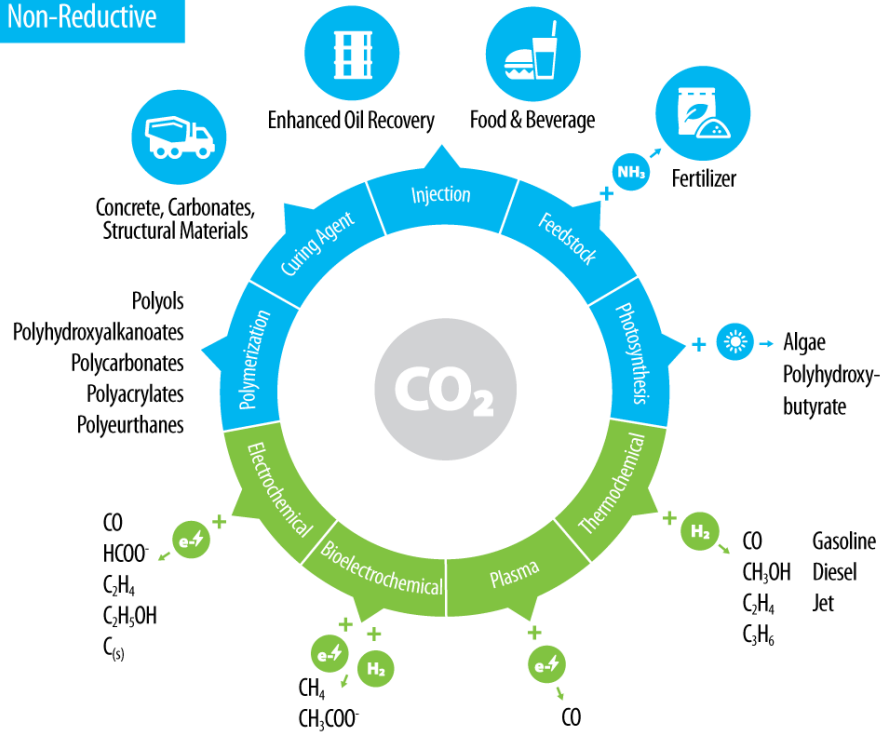 Non-Reductive
Enhanced Oil Recovery
Food & Beverage
NH₃
Fertilizer
Concrete, Carbonates,
Structural Materials
Curing Agent
Injection
Feedstock
Polymerization
Photosynthesis
Polyols
Polyhydroxyalkanoates
Polycarbonates
Polyacrylates
Polyeurthanes
+
+
Algae
Polyhydroxy-
butyrate
CO₂
Electrochemical
Bioelectrochemical
Plasma
Thermochemical
+
e-
CO
HCOO⁻
C₂H₄
C₂H₅OH
C₍s₎
+
+
e-
H₂
CH₄
CH₃COO⁻
+
e-
CO
+
H₂
CO
CH₃OH
C₂H₄
C₃H₆
Gasoline
Diesel
Jet